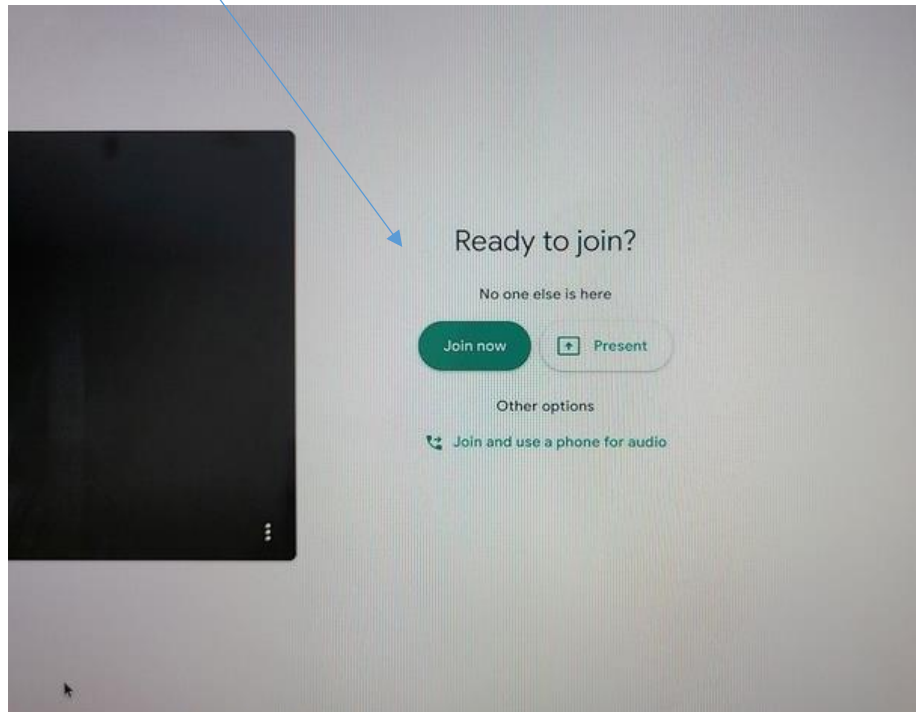 Ready to join?
No one else is here
Join now
Present
Other options
Join and use a phone for audio